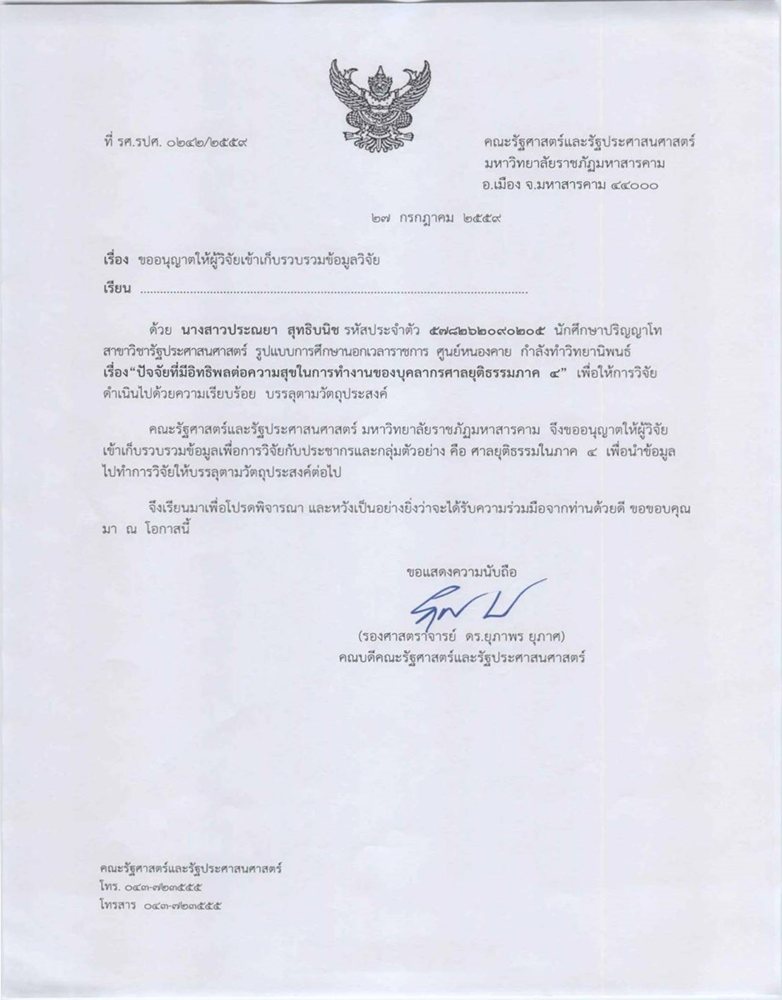 ที่ รศ.รปศ. ๐๒๔๒/๒๕๕๙
คณะรัฐศาสตร์และรัฐประศาสนศาสตร์
มหาวิทยาลัยราชภัฏมหาสารคาม
อ.เมือง จ.มหาสารคาม ๔๔๐๐๐
๒๗ กรกฎาคม ๒๕๕๙
เรื่อง ขออนุญาตให้ผู้วิจัยเข้าเก็บรวบรวมข้อมูลวิจัย
เรียน ........................................................................................................................
ด้วย นางสาวประณยา สุทธิบนิช รหัสประจำตัว ๕๗๘๒๖๒๐๙๐๒๐๕ นักศึกษาปริญญาโท
สาขาวิชารัฐประศาสนศาสตร์ รูปแบบการศึกษานอกเวลาราชการ ศูนย์หนองคาย กำลังทำวิทยานิพนธ์
เรื่อง“ปัจจัยที่มีอิทธิพลต่อความสุขในการทำงานของบุคลากรศาลยุติธรรมภาค ๔” เพื่อให้การวิจัย
ดำเนินไปด้วยความเรียบร้อย บรรลุตามวัตถุประสงค์
คณะรัฐศาสตร์และรัฐประศาสนศาสตร์ มหาวิทยาลัยราชภัฏมหาสารคาม จึงขออนุญาตให้ผู้วิจัย
เข้าเก็บรวบรวมข้อมูลเพื่อการวิจัยกับประชากรและกลุ่มตัวอย่าง คือ ศาลยุติธรรมในภาค ๔ เพื่อนำข้อมูล
ไปทำการวิจัยให้บรรลุตามวัตถุประสงค์ต่อไป
จึงเรียนมาเพื่อโปรดพิจารณา และหวังเป็นอย่างยิ่งว่าจะได้รับความร่วมมือจากท่านด้วยดี ขอขอบคุณ
มา ณ โอกาสนี้
ขอแสดงความนับถือ
(รองศาสตราจารย์ ดร.ยุภาพร ยุภาศ)
คณบดีคณะรัฐศาสตร์และรัฐประศาสนศาสตร์
คณะรัฐศาสตร์และรัฐประศาสนศาสตร์
โทร. ๐๔๓-๗๒๓๕๕๕
โทรสาร ๐๔๓-๗๒๓๕๕๕